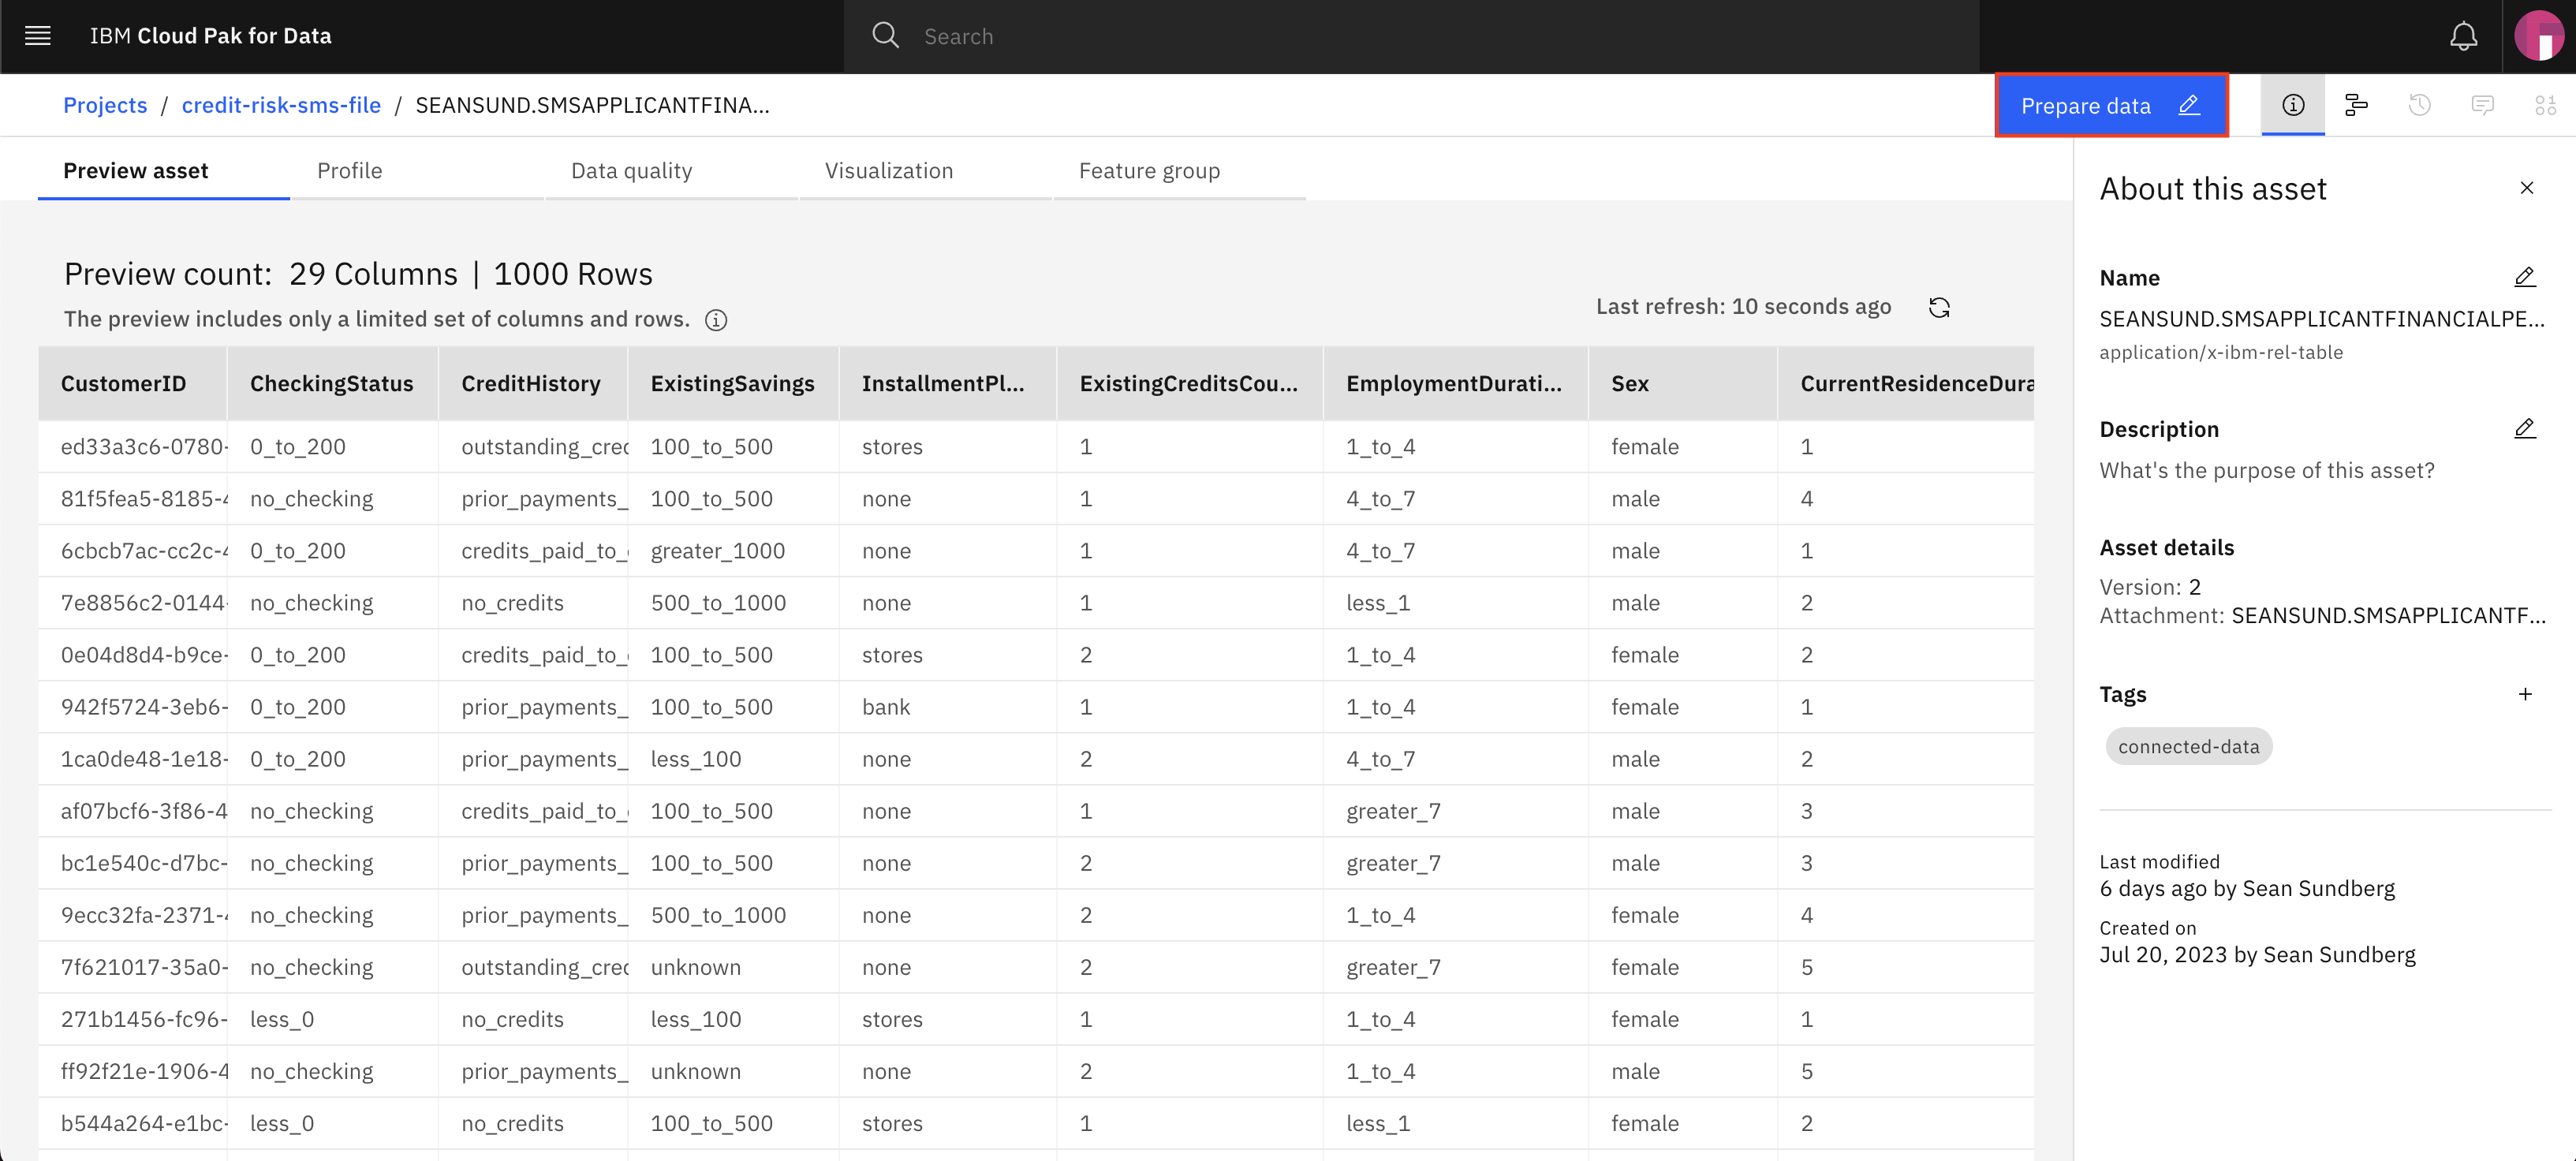 IBM Cloud Pak for Data
Search
Projects / credit-risk-sms-file / SEANSUND.SMSAPPLICANTFINA...
Prepare data
Preview asset Profile Data quality Visualization Feature group
Preview count: 29 Columns | 1000 Rows
The preview includes only a limited set of columns and rows.
Last refresh: 10 seconds ago
CustomerID CheckingStatus CreditHistory ExistingSavings InstallmentPl... ExistingCreditsCou... EmploymentDurati... Sex CurrentResidenceDura
ed33a3c6-0780- 0_to_200 outstanding_cred 100_to_500 stores 1 1_to_4 female 1
81f5fea5-8185-4 no_checking prior_payments_ 100_to_500 none 1 4_to_7 male 4
6cbcb7ac-cc2c-4 0_to_200 credits_paid_to_ greater_1000 none 1 4_to_7 male 1
7e8856c2-0144- no_checking no_credits 500_to_1000 none 1 less_1 male 2
0e04d8d4-b9ce- 0_to_200 credits_paid_to_ 100_to_500 stores 2 1_to_4 female 2
942f5724-3eb6- 0_to_200 prior_payments_ 100_to_500 bank 1 1_to_4 female 1
1ca0de48-1e18- 0_to_200 prior_payments_ less_100 none 2 4_to_7 male 2
af07bcf6-3f86-4 no_checking credits_paid_to_ 100_to_500 none 1 greater_7 male 3
bc1e540c-d7bc- no_checking prior_payments_ 100_to_500 none 2 greater_7 male 3
9ecc32fa-2371-4 no_checking prior_payments_ 500_to_1000 none 2 1_to_4 female 4
7f621017-35a0- no_checking outstanding_cred unknown none 2 greater_7 female 5
271b1456-fc96- less_0 no_credits less_100 stores 1 1_to_4 female 1
ff92f21e-1906-4 no_checking prior_payments_ unknown none 2 1_to_4 male 5
b544a264-e1bc- less_0 no_credits 100_to_500 stores 1 less_1 female 2
About this asset
Name
SEANSUND.SMSAPPLICANTFINANCIALPE...
application/x-ibm-rel-table
Description
What's the purpose of this asset?
Asset details
Version: 2
Attachment: SEANSUND.SMSAPPLICANTF...
Tags
connected-data
Last modified
6 days ago by Sean Sundberg
Created on
Jul 20, 2023 by Sean Sundberg